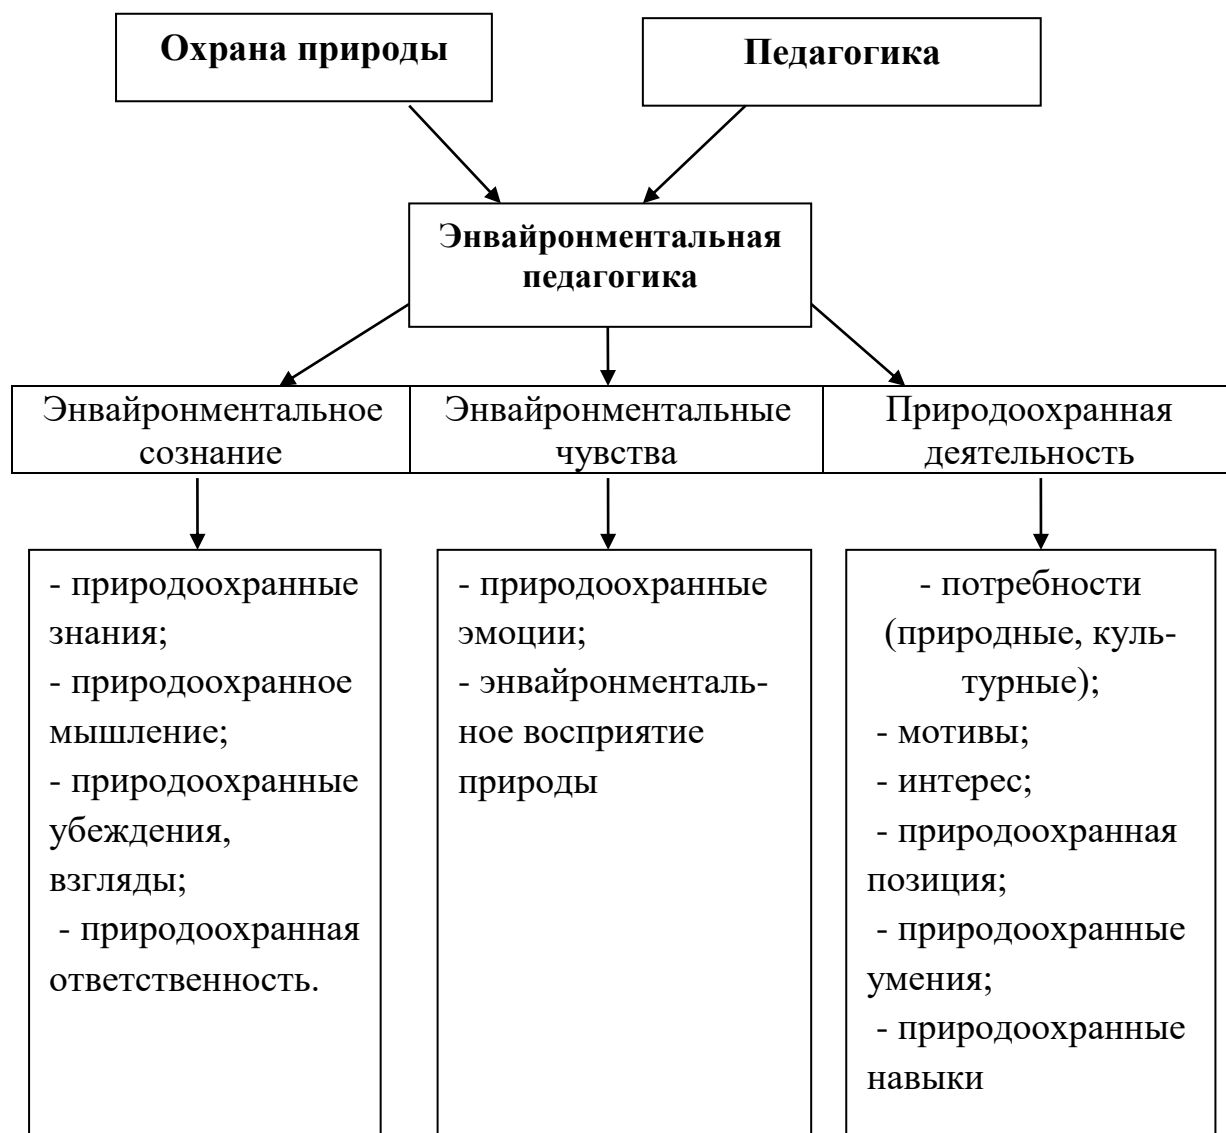 Охрана природы
Педагогика
Энвайронментальная
педагогика
Энвайронментальное
сознание
Энвайронментальные
чувства
Природоохранная
деятельность
- природоохранные
знания;
- природоохранное
мышление;
- природоохранные
убеждения,
взгляды;
- природоохранная
ответственность.
- природоохранные
эмоции;
- энвайронменталь-
ное восприятие
природы
- потребности
(природные, куль-
турные);
- мотивы;
- интерес;
- природоохранная
позиция;
- природоохранные
умения;
- природоохранные
навыки